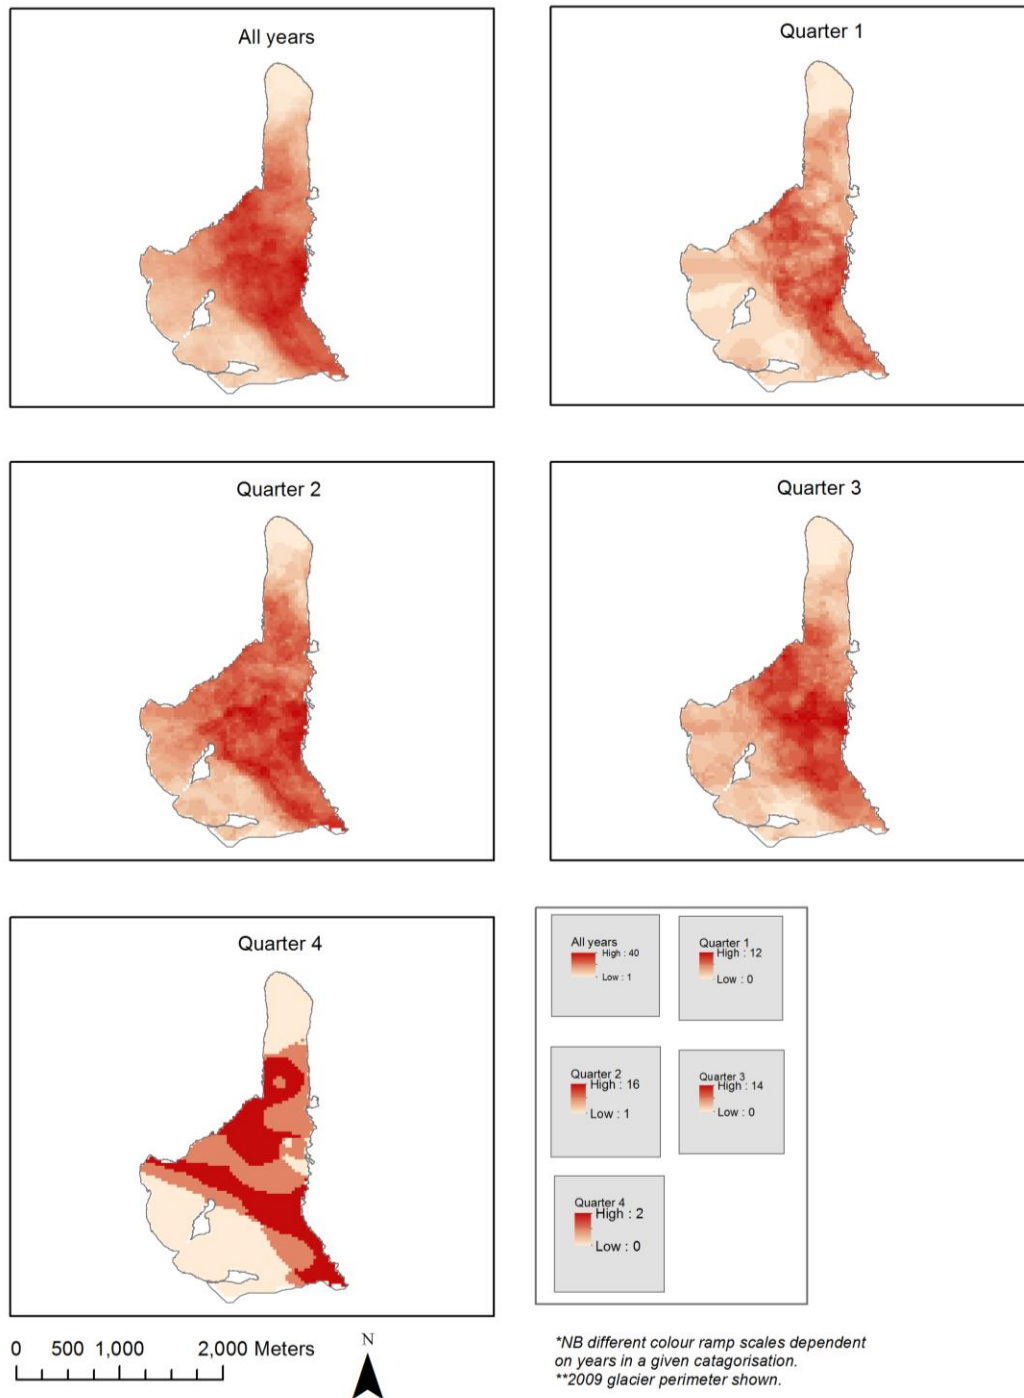 All years
Quarter 1
Quarter 2
Quarter 3
Quarter 4
All years
High : 40
Low : 1
Quarter 1
High : 12
Low : 0
Quarter 2
High : 16
Low : 1
Quarter 3
High : 14
Low : 0
Quarter 4
High : 2
Low : 0
0 500 1,000 2,000 Meters
N
*NB different colour ramp scales dependent
on years in a given catagorisation.
**2009 glacier perimeter shown.